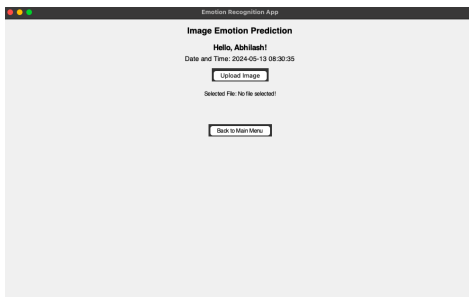 Emotion Recognition App
Image Emotion Prediction
Hello, Abhilash!
Date and Time: 2024-05-13 08:30:35
Upload Image
Selected File: No file selected!
Back to Main Menu